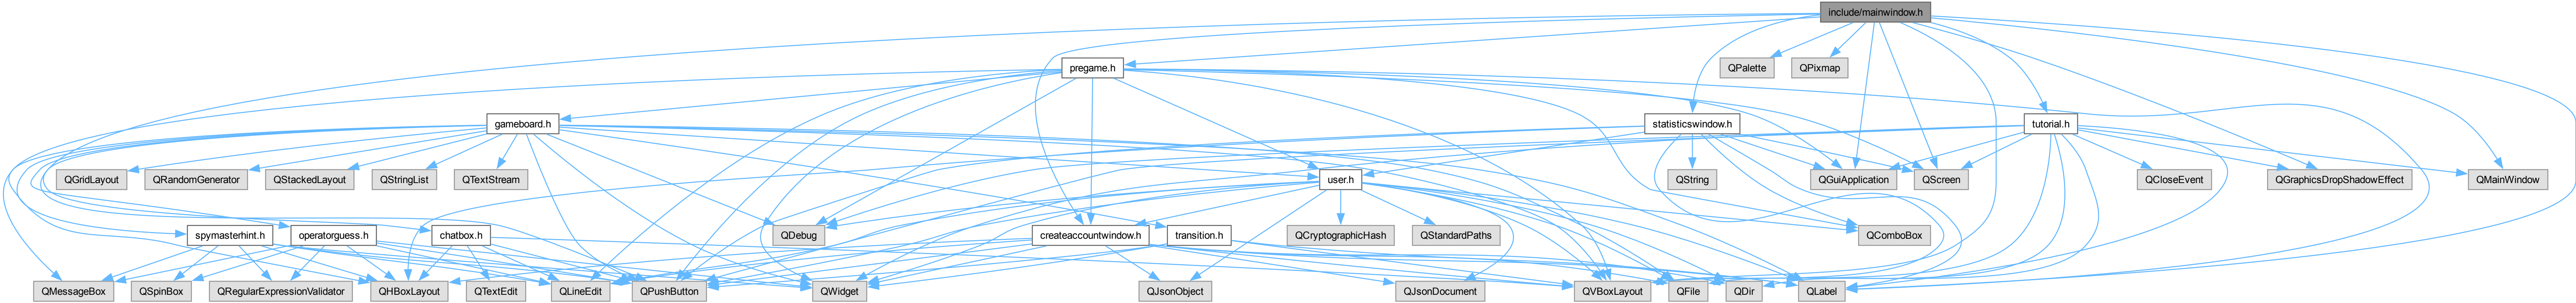 include/mainwindow.h
pregame.h
QPalette
QPixmap
gameboard.h
statisticswindow.h
tutorial.h
QGridLayout
QRandomGenerator
QStackedLayout
QStringList
QTextStream
user.h
QString
QGuiApplication
QScreen
QCloseEvent
QGraphicsDropShadowEffect
QMainWindow
spymasterhint.h
operatorguess.h
chatbox.h
QDebug
createaccountwindow.h
transition.h
QCryptographicHash
QStandardPaths
QComboBox
QMessageBox
QSpinBox
QRegularExpressionValidator
QHBoxLayout
QTextEdit
QLineEdit
QPushButton
QWidget
QJsonObject
QJsonDocument
QVBoxLayout
QFile
QDir
QLabel